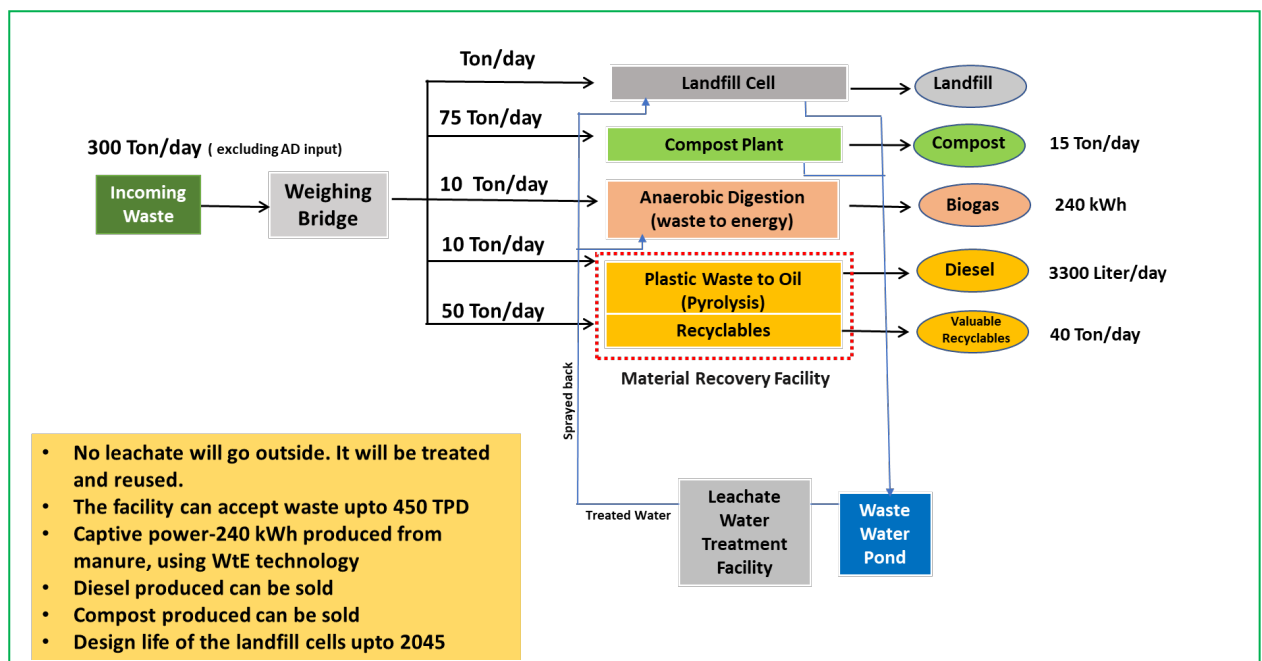 Ton/day
Landfill Cell
Landfill
75 Ton/day
Compost Plant
Compost
15 Ton/day
300 Ton/day ( excluding AD input)
Incoming
Waste
Weighing
Bridge
10 Ton/day
Anaerobic Digestion
(waste to energy)
Biogas
240 kWh
10 Ton/day
Plastic Waste to Oil
(Pyrolysis)
Diesel
3300 Liter/day
50 Ton/day
Recyclables
Valuable
Recyclables
40 Ton/day
Material Recovery Facility
Sprayed back
Treated Water
Leachate
Water
Treatment
Facility
Waste
Water
Pond
• No leachate will go outside. It will be treated
and reused.
• The facility can accept waste upto 450 TPD
• Captive power-240 kWh produced from
manure, using WtE technology
• Diesel produced can be sold
• Compost produced can be sold
• Design life of the landfill cells upto 2045